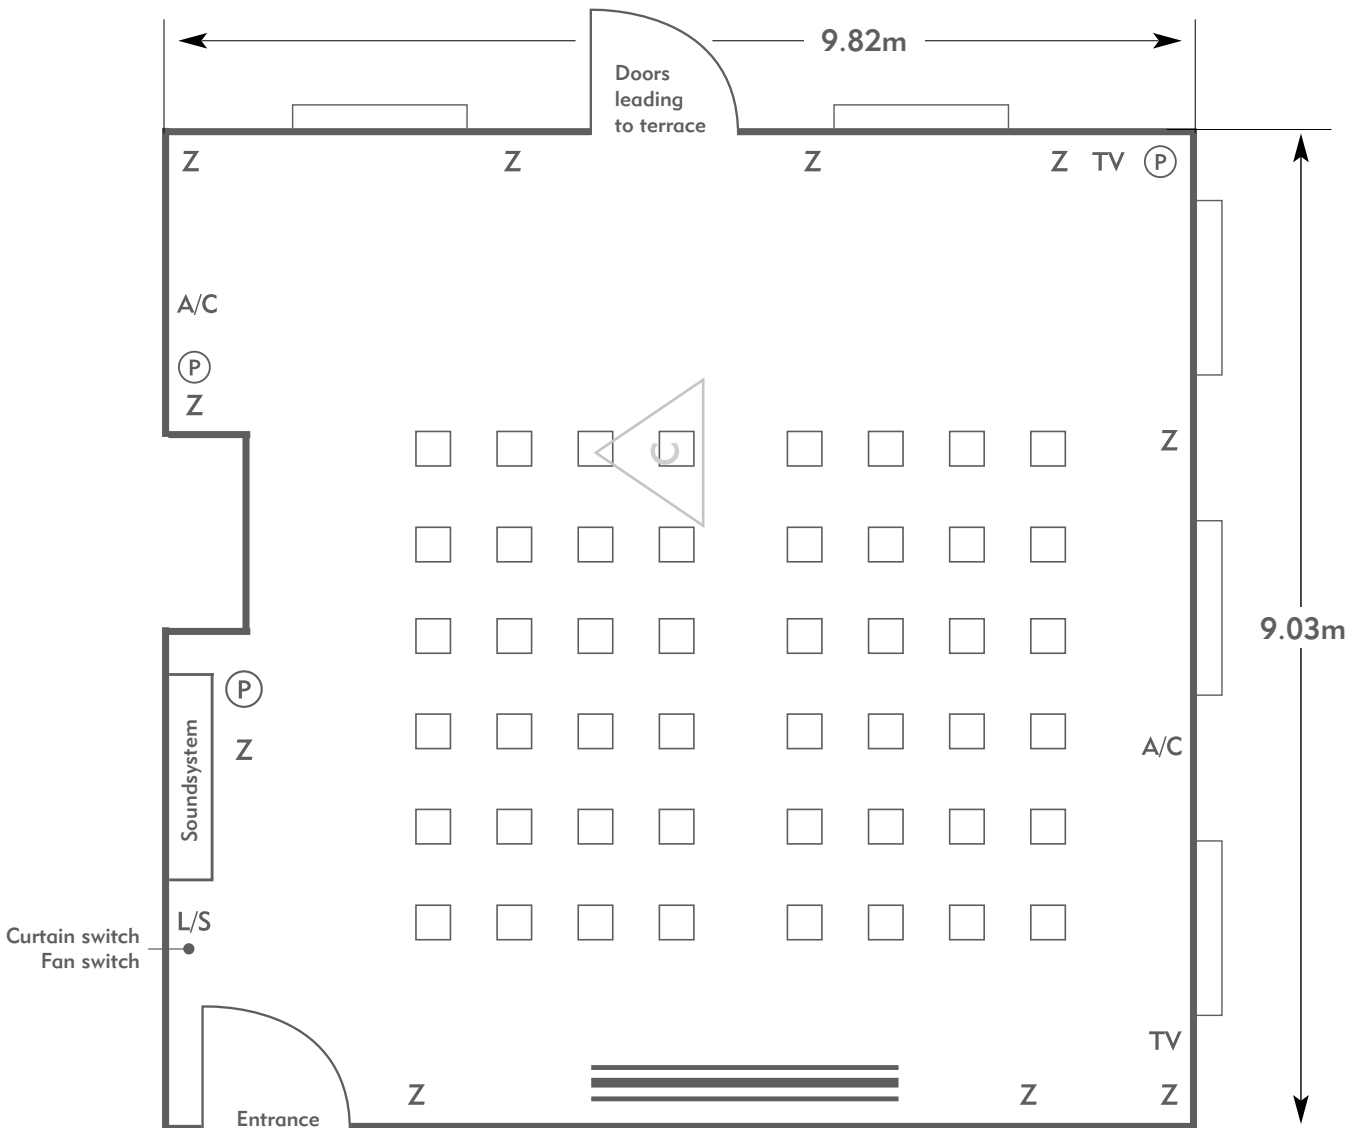 9.82m
Doors
leading
to terrace
Z Z Z Z TV P
A/C
P
Z
C
Z
9.03m
P
Z
Soundsystem
A/C
L/S
Curtain switch
Fan switch
TV
Z Z Z
Entrance